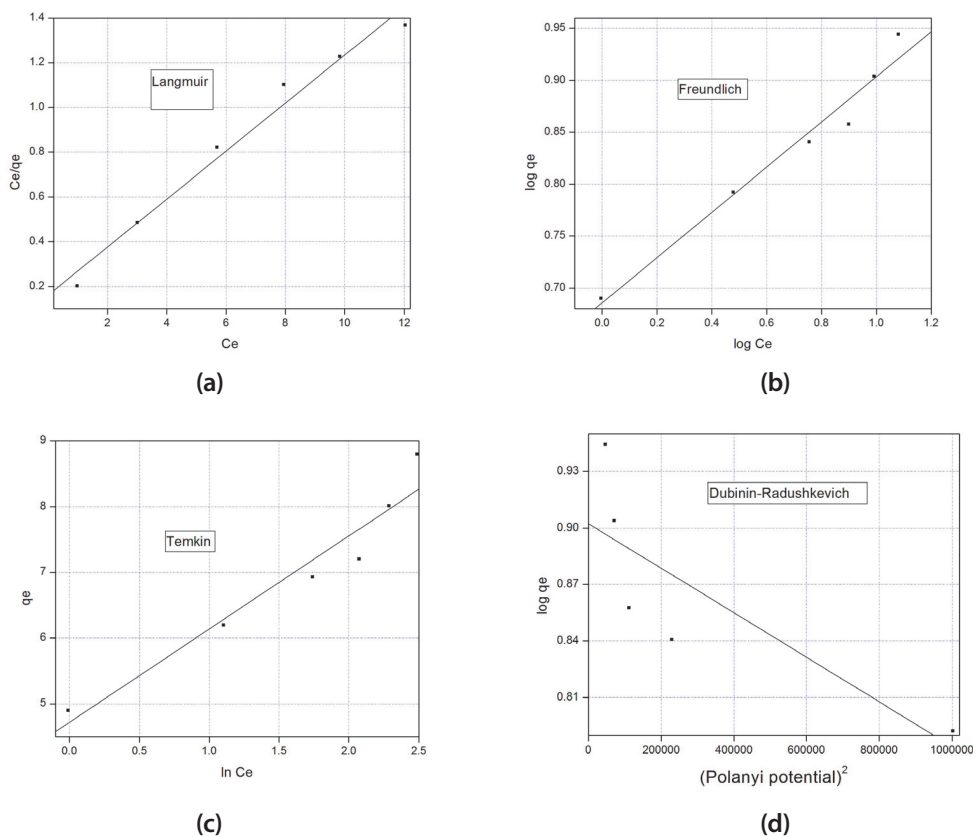 1.4
1.2
1.0
0.8
0.6
0.4
0.2
Ce/qe
Langmuir
2 4 6 8 10 12
Ce
(a)
0.95
0.90
0.85
0.80
0.75
0.70
log qe
Freundlich
0.0 0.2 0.4 0.6 0.8 1.0 1.2
log Ce
(b)
9
8
7
6
5
qe
Temkin
0.0 0.5 1.0 1.5 2.0 2.5
ln Ce
(c)
0.93
0.90
0.87
0.84
0.81
log qe
Dubinin-Radushkevich
0 200000 400000 600000 800000 1000000
(Polanyi potential)²
(d)